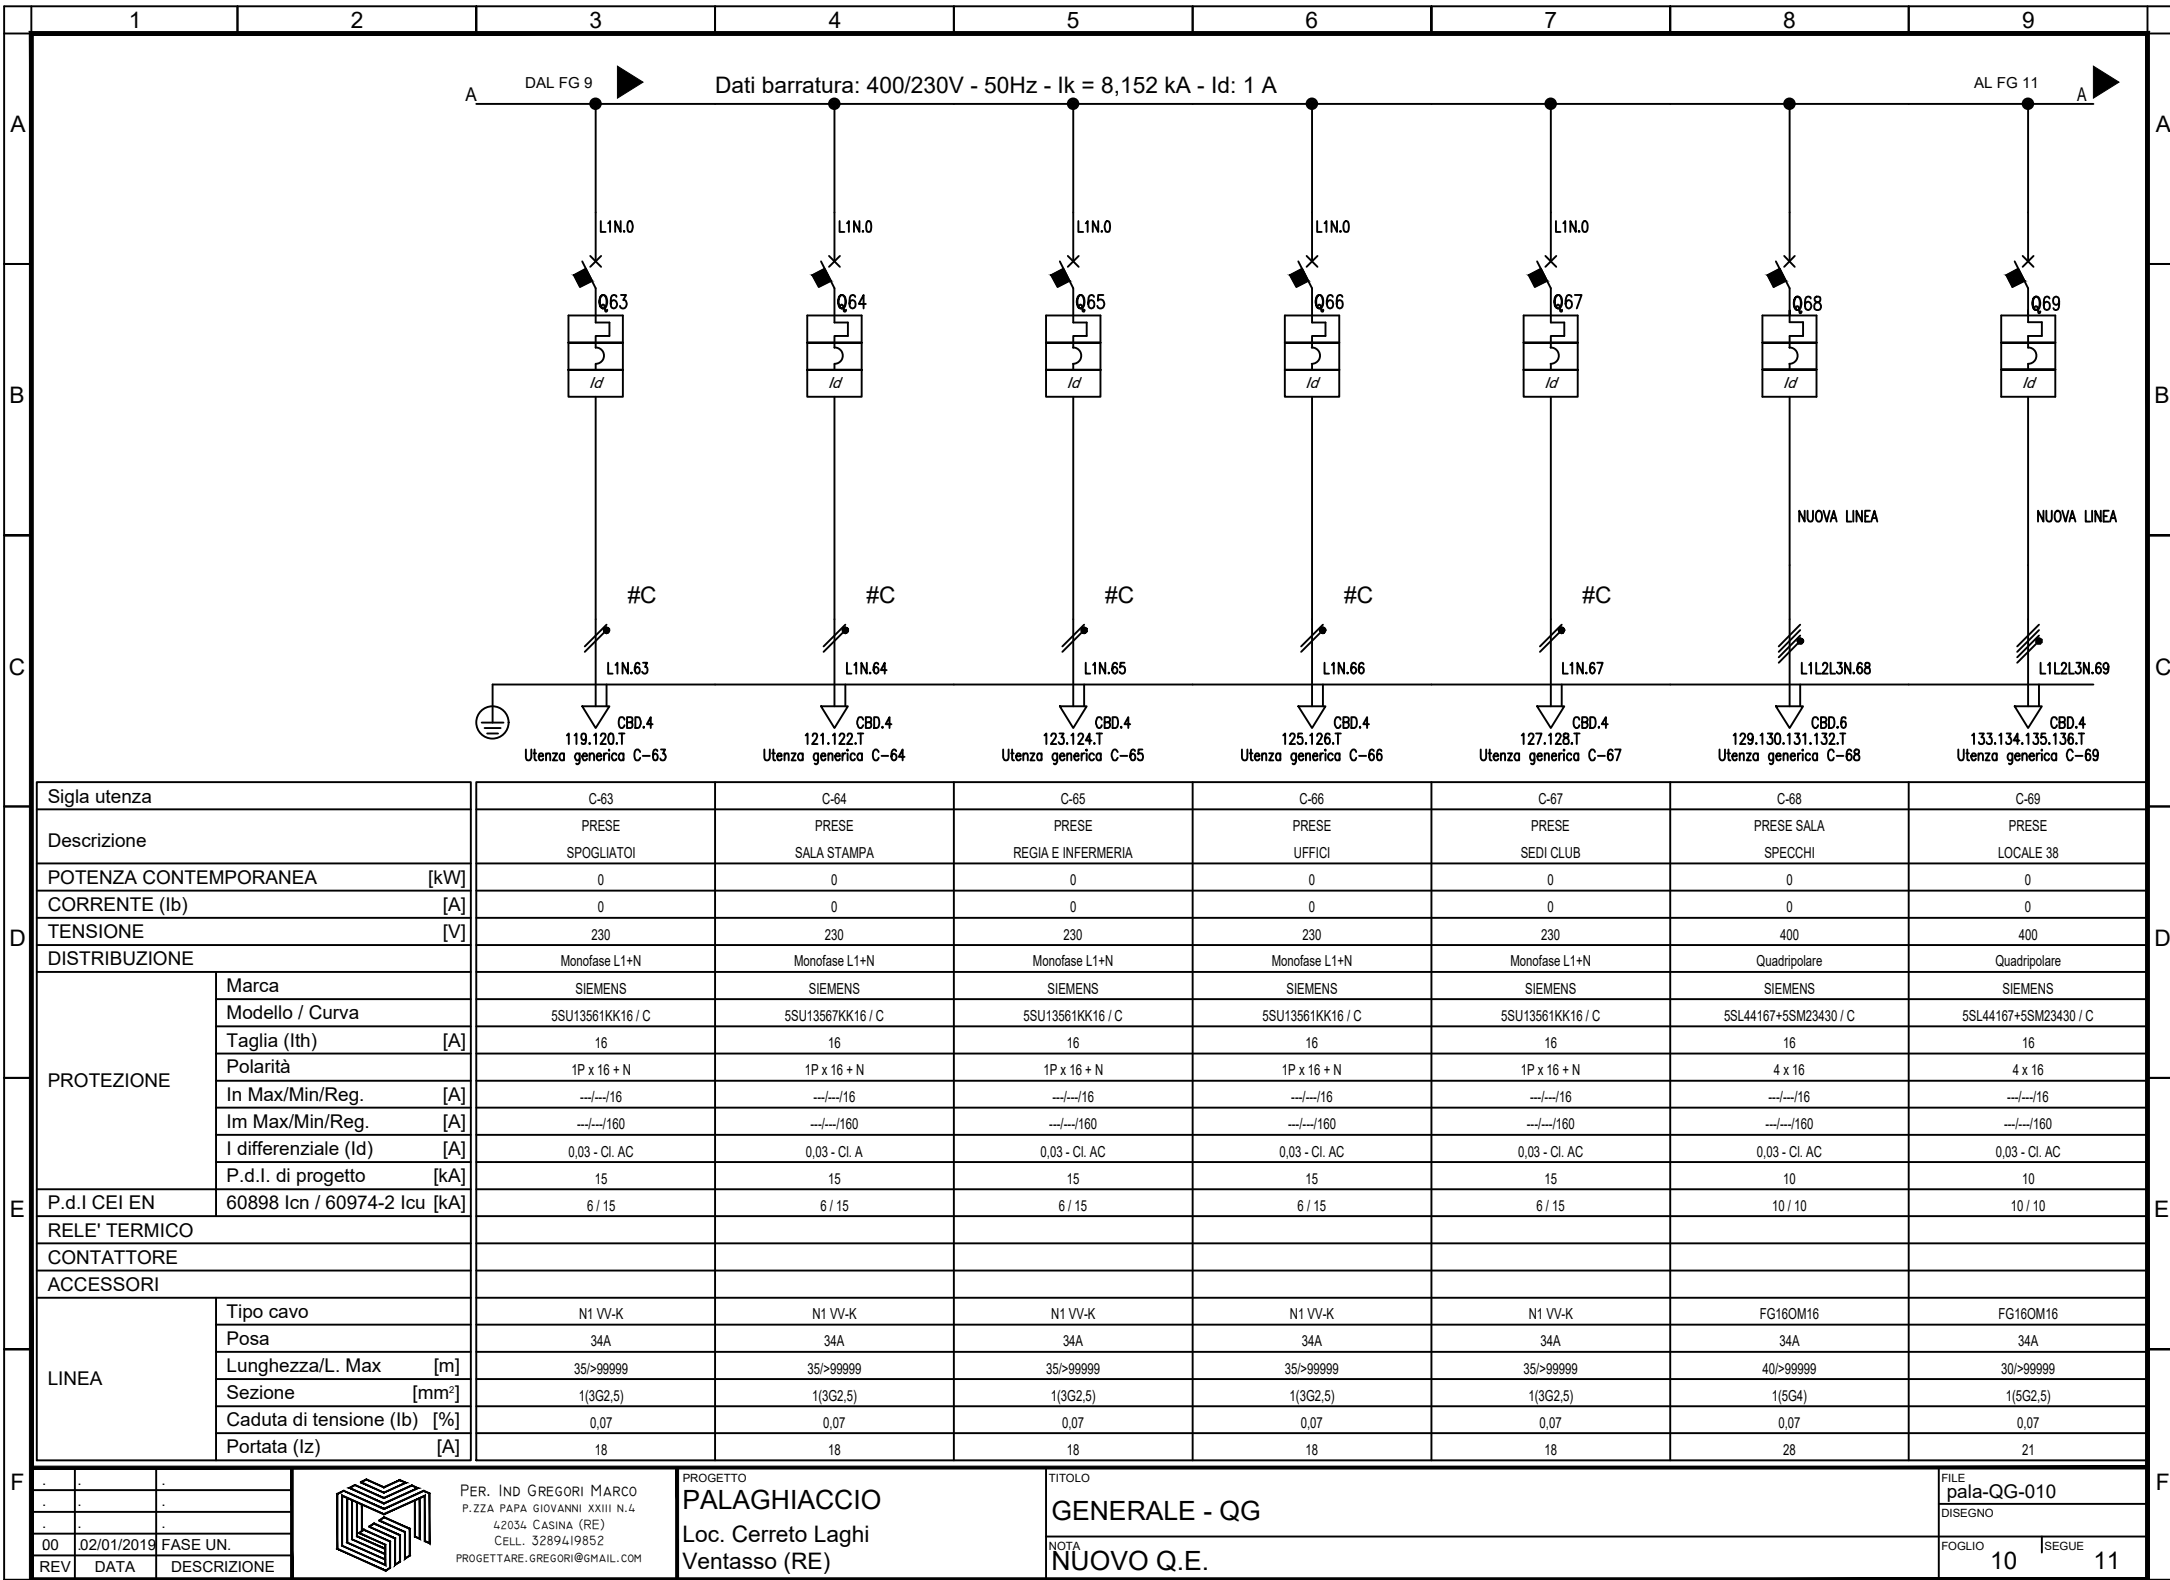 1 2 3 4 5 6 7 8 9
DAL FG 9 Dati barratura: 400/230V - 50Hz - Ik = 8,152 kA - Id: 1 A AL FG 11
A A
A A
L1N.0 L1N.0 L1N.0 L1N.0 L1N.0
Q63 Q64 Q65 Q66 Q67 Q68 Q69
Id Id Id Id Id Id Id
B B
NUOVA LINEA NUOVA LINEA
#C #C #C #C #C
C L1N.63 L1N.64 L1N.65 L1N.66 L1N.67 L1L2L3N.68 L1L2L3N.69 C
CBD.4 CBD.4 CBD.4 CBD.4 CBD.4 CBD.6 CBD.4
119.120.T 121.122.T 123.124.T 125.126.T 127.128.T 129.130.131.132.T 133.134.135.136.T
Utenza generica C-63 Utenza generica C-64 Utenza generica C-65 Utenza generica C-66 Utenza generica C-67 Utenza generica C-68 Utenza generica C-69
Sigla utenza C-63 C-64 C-65 C-66 C-67 C-68 C-69
Descrizione PRESE PRESE PRESE PRESE PRESE PRESE SALA PRESE
SPOGLIATOI SALA STAMPA REGIA E INFERMERIA UFFICI SEDI CLUB SPECCHI LOCALE 38
POTENZA CONTEMPORANEA [kW] 0 0 0 0 0 0 0
CORRENTE (Ib) [A] 0 0 0 0 0 0 0
D TENSIONE [V] 230 230 230 230 230 400 400 D
DISTRIBUZIONE Monofase L1+N Monofase L1+N Monofase L1+N Monofase L1+N Monofase L1+N Quadripolare Quadripolare
PROTEZIONE
Marca SIEMENS SIEMENS SIEMENS SIEMENS SIEMENS SIEMENS SIEMENS
Modello / Curva 5SU13561KK16 / C 5SU13567KK16 / C 5SU13561KK16 / C 5SU13561KK16 / C 5SU13561KK16 / C 5SL44167+5SM23430 / C 5SL44167+5SM23430 / C
Taglia (Ith) [A] 16 16 16 16 16 16 16
Polarità 1P x 16 + N 1P x 16 + N 1P x 16 + N 1P x 16 + N 1P x 16 + N 4 x 16 4 x 16
In Max/Min/Reg. [A] ---/---/16 ---/---/16 ---/---/16 ---/---/16 ---/---/16 ---/---/16 ---/---/16
Im Max/Min/Reg. [A] ---/---/160 ---/---/160 ---/---/160 ---/---/160 ---/---/160 ---/---/160 ---/---/160
I differenziale (Id) [A] 0,03 - Cl. AC 0,03 - Cl. A 0,03 - Cl. AC 0,03 - Cl. AC 0,03 - Cl. AC 0,03 - Cl. AC 0,03 - Cl. AC
P.d.I. di progetto [kA] 15 15 15 15 15 10 10
E P.d.I CEI EN 60898 Icn / 60974-2 Icu [kA] 6 / 15 6 / 15 6 / 15 6 / 15 6 / 15 10 / 10 10 / 10 E
RELE' TERMICO
CONTATTORE
ACCESSORI
LINEA
Tipo cavo N1 VV-K N1 VV-K N1 VV-K N1 VV-K N1 VV-K FG16OM16 FG16OM16
Posa 34A 34A 34A 34A 34A 34A 34A
Lunghezza/L. Max [m] 35/>99999 35/>99999 35/>99999 35/>99999 35/>99999 40/>99999 30/>99999
Sezione [mm²] 1(3G2,5) 1(3G2,5) 1(3G2,5) 1(3G2,5) 1(3G2,5) 1(5G4) 1(5G2,5)
Caduta di tensione (Ib) [%] 0,07 0,07 0,07 0,07 0,07 0,07 0,07
Portata (Iz) [A] 18 18 18 18 18 28 21
F F
. . .
. . .
. . .
00 .02/01/2019 FASE UN.
REV DATA DESCRIZIONE
PER. IND GREGORI MARCO
P.ZZA PAPA GIOVANNI XXIII N.4
42034 CASINA (RE)
CELL. 3289419852
PROGETTARE.GREGORI@GMAIL.COM
PROGETTO
PALAGHIACCIO
Loc. Cerreto Laghi
Ventasso (RE)
TITOLO
GENERALE - QG
NOTA
NUOVO Q.E.
FILE
pala-QG-010
DISEGNO
FOGLIO 10 SEGUE 11